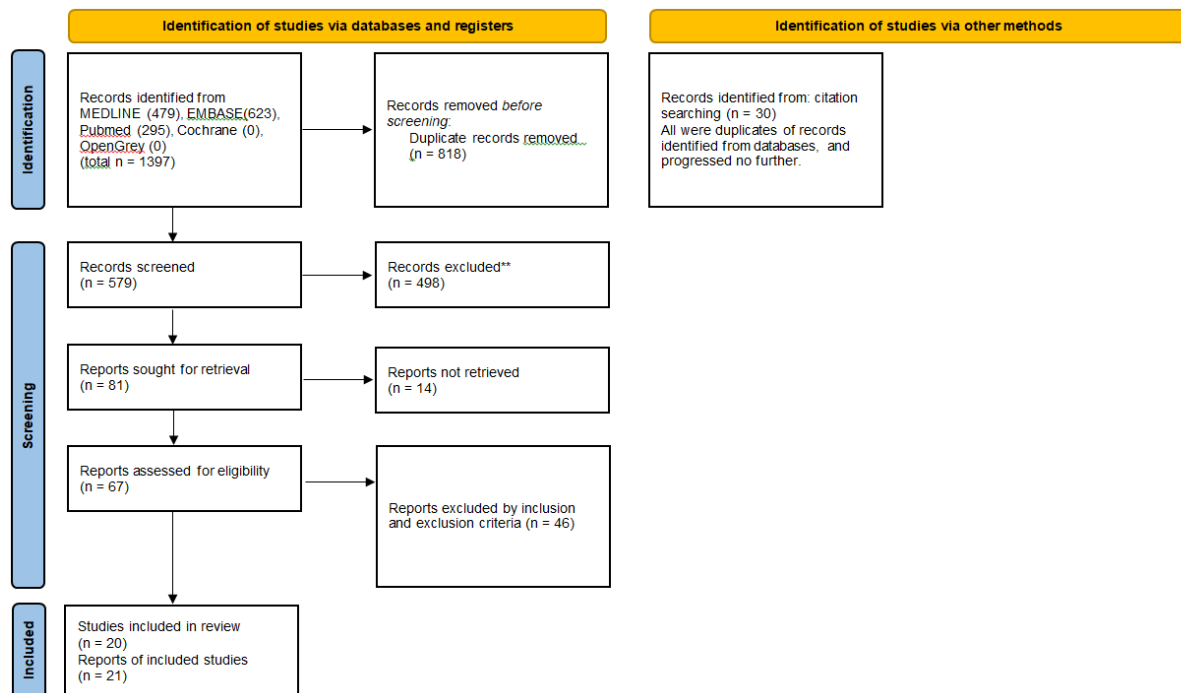 Identification of studies via databases and registers
Identification of studies via other methods
Identification
Records identified from
MEDLINE (479), EMBASE(623),
Pubmed (295), Cochrane (0),
OpenGrey (0)
(total n = 1397)
Records removed before
screening:
Duplicate records removed
(n = 818)
Records identified from: citation
searching (n = 30)
All were duplicates of records
identified from databases, and
progressed no further.
Screening
Records screened
(n = 579)
Records excluded**
(n = 498)
Reports sought for retrieval
(n = 81)
Reports not retrieved
(n = 14)
Reports assessed for eligibility
(n = 67)
Reports excluded by inclusion
and exclusion criteria (n = 46)
Included
Studies included in review
(n = 20)
Reports of included studies
(n = 21)